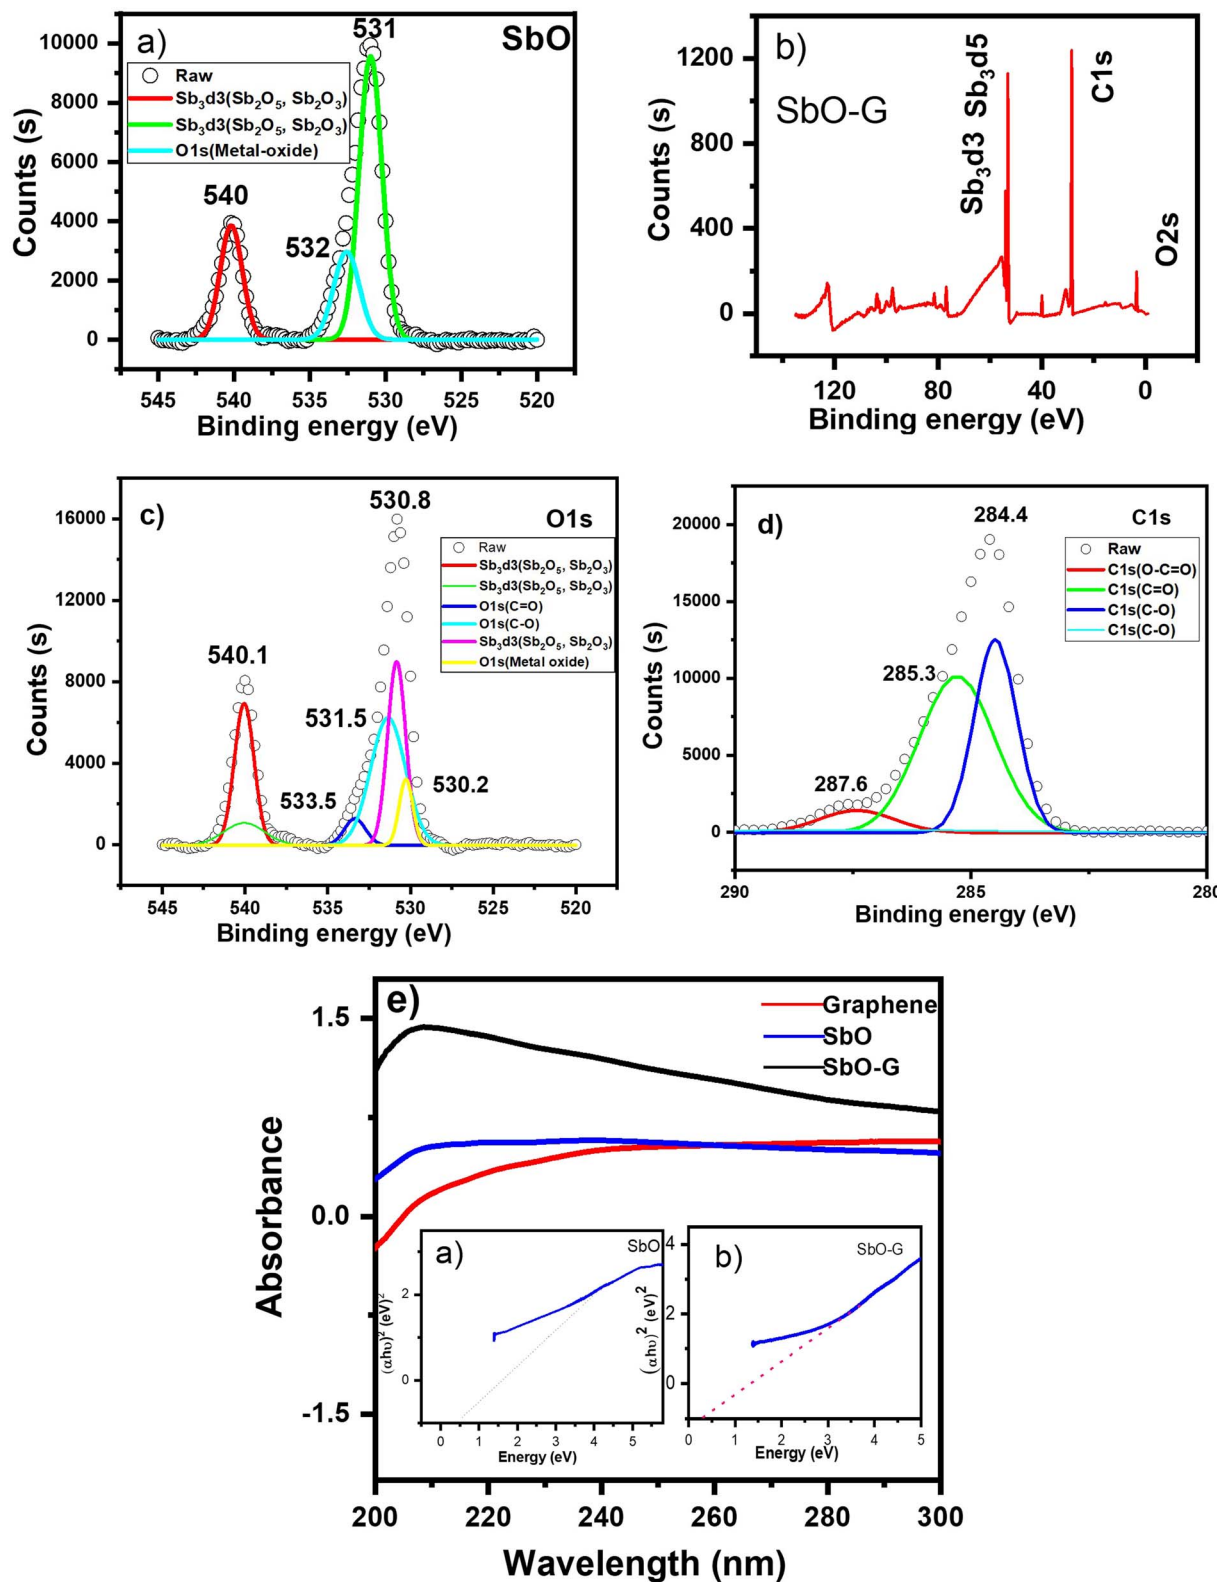 a)
531
SbO
Raw
Sb₃d3(Sb₂O₅, Sb₂O₃)
Sb₃d3(Sb₂O₅, Sb₂O₃)
O1s(Metal-oxide)
540
532
10000
8000
6000
4000
2000
0
Counts (s)
545
540
535
530
525
520
Binding energy (eV)
b)
SbO-G
Sb₃d3 Sb₃d5
C1s
O2s
1200
800
400
0
Counts (s)
120
80
40
0
Binding energy (eV)
c)
530.8
O1s
Raw
Sb₃d3(Sb₂O₅, Sb₂O₃)
Sb₃d3(Sb₂O₅, Sb₂O₃)
O1s(C=O)
O1s(C-O)
Sb₃d3(Sb₂O₅, Sb₂O₃)
O1s(Metal oxide)
540.1
531.5
533.5
530.2
16000
12000
8000
4000
0
Counts (s)
545
540
535
530
525
520
Binding energy (eV)
d)
284.4
C1s
Raw
C1s(O-C=O)
C1s(C=O)
C1s(C-O)
C1s(C-O)
285.3
287.6
20000
15000
10000
5000
0
Counts (s)
290
285
280
Binding energy (eV)
e)
Graphene
SbO
SbO-G
1.5
0.0
-1.5
Absorbance
a)
SbO
2
0
(αhυ)² (eV)²
0
1
2
3
4
5
Energy (eV)
b)
SbO-G
4
2
0
(αhυ)² (eV)²
0
1
2
3
4
5
Energy (eV)
200
220
240
260
280
300
Wavelength (nm)